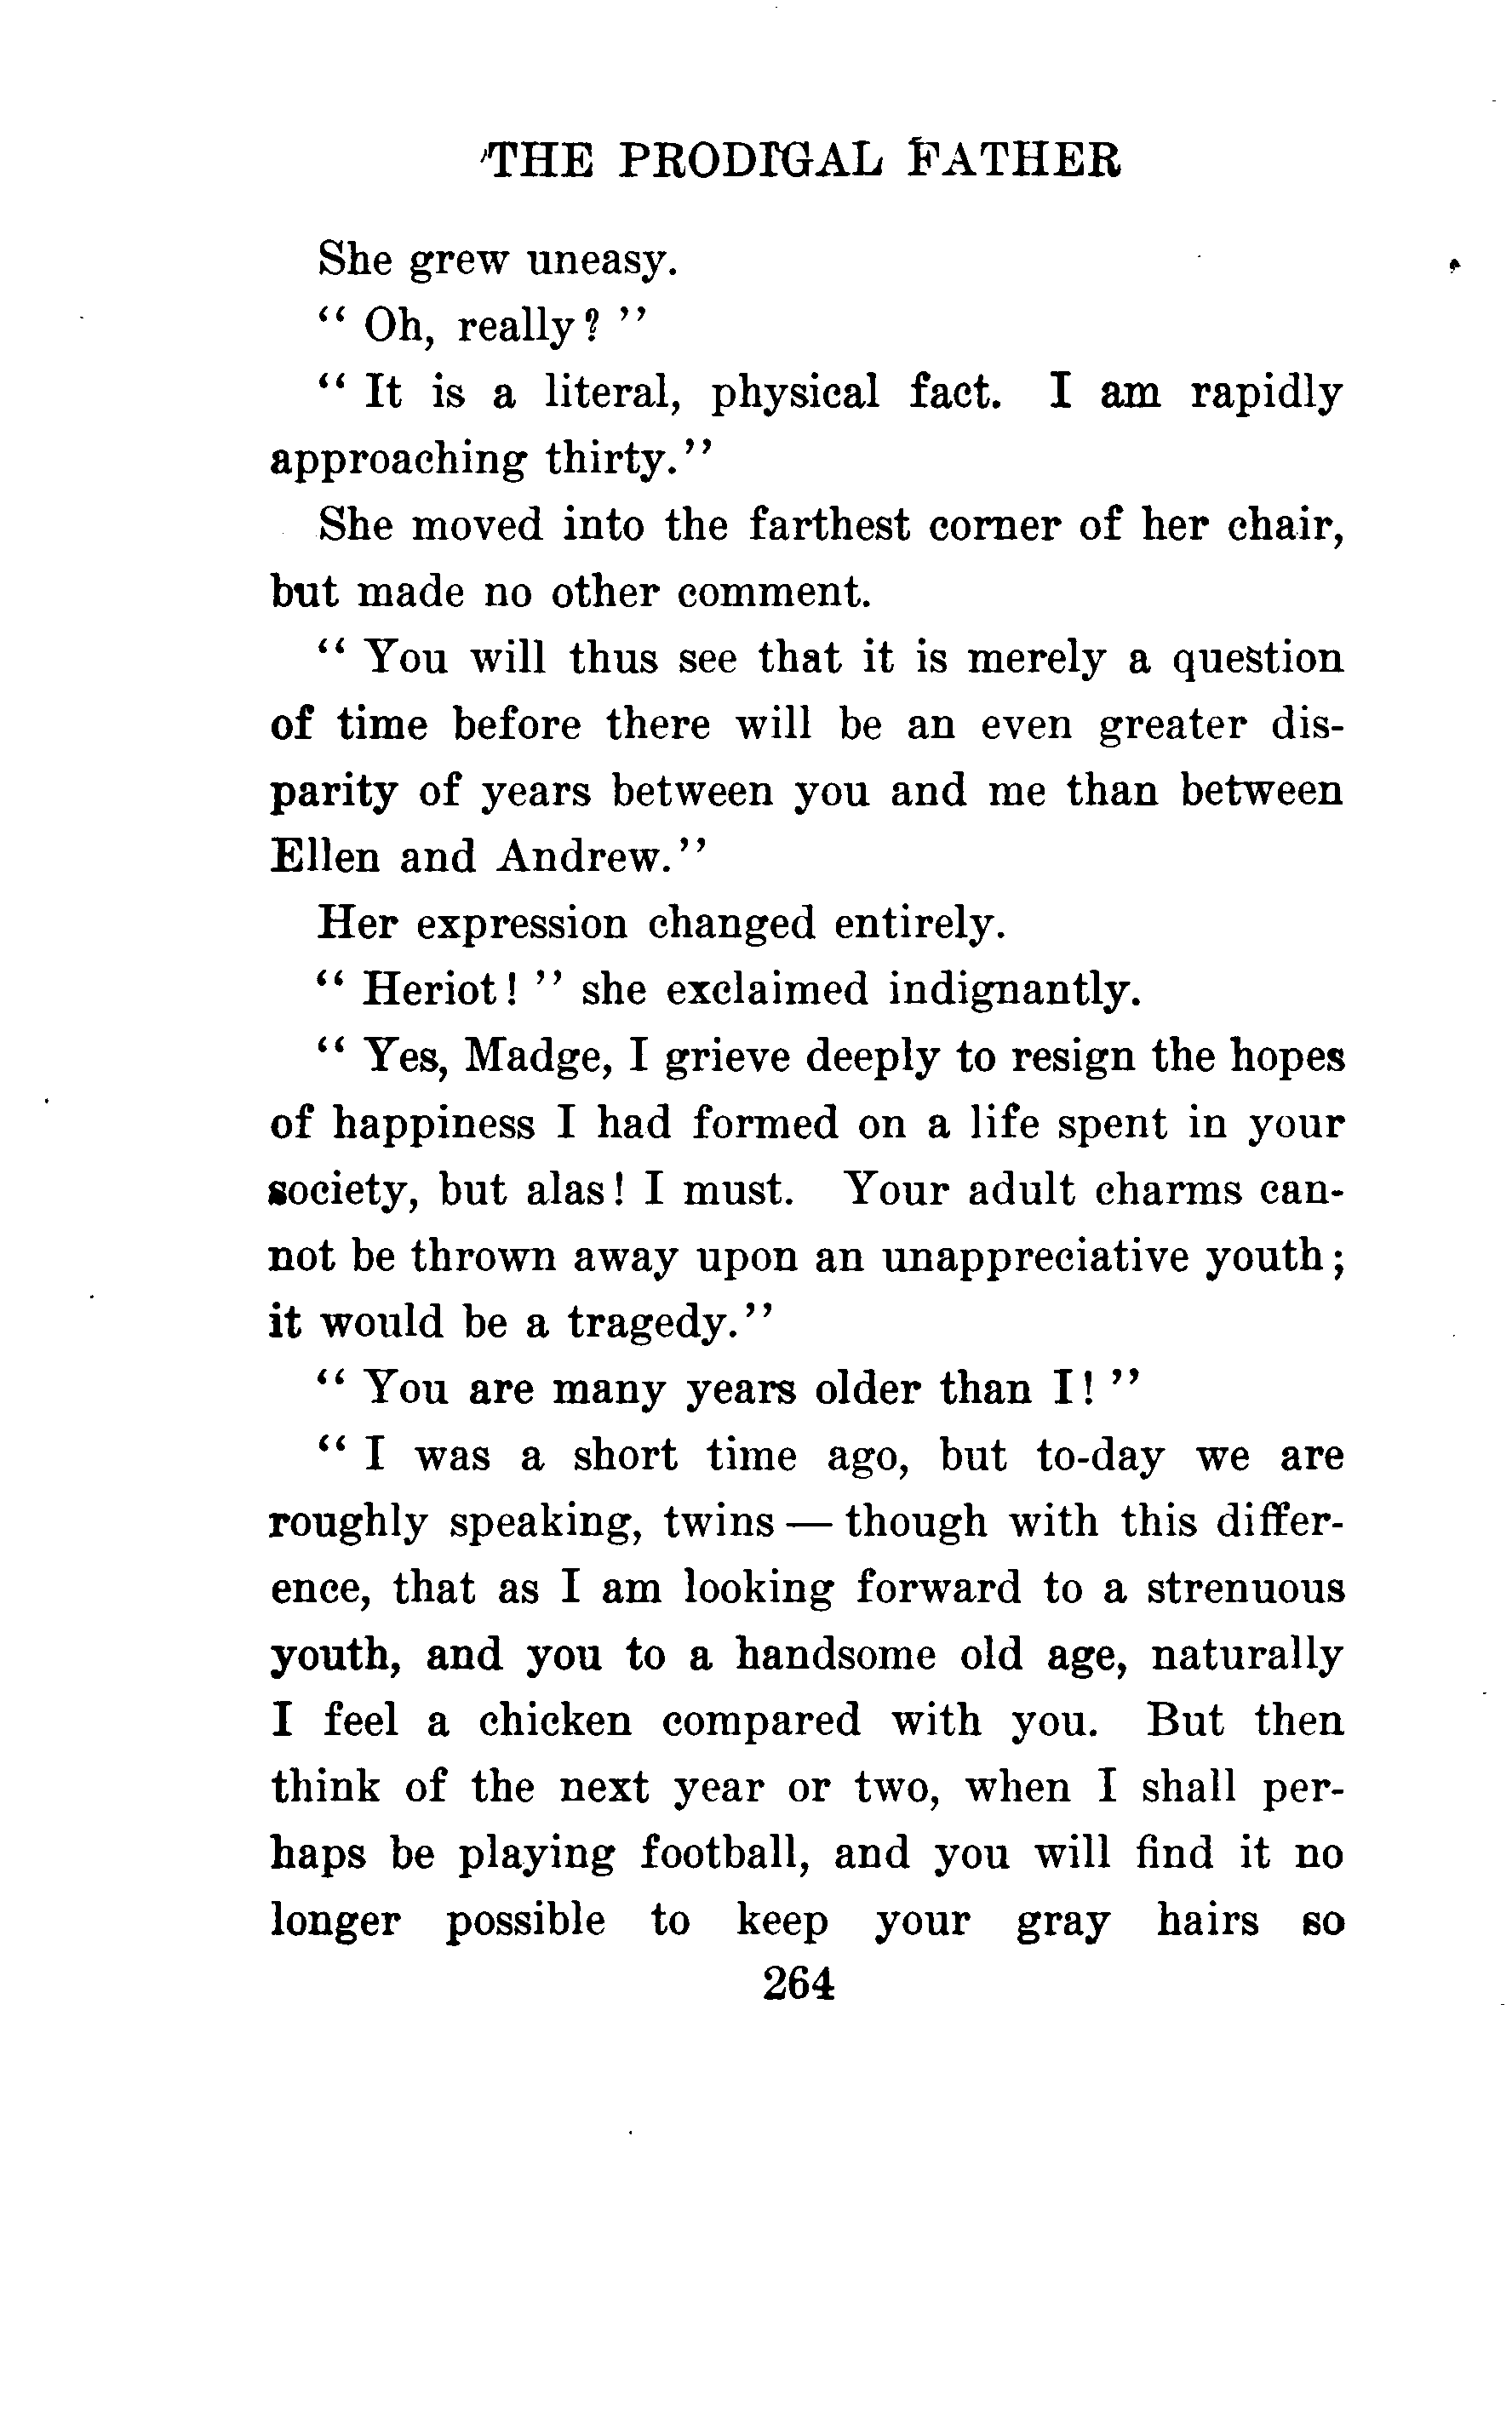 THE PRODIGAL FATHER
She grew uneasy.
“ Oh, really? ”
“ It is a literal, physical fact. I am rapidly
approaching thirty.”
She moved into the farthest corner of her chair,
but made no other comment.
“ You will thus see that it is merely a question
of time before there will be an even greater dis-
parity of years between you and me than between
Ellen and Andrew.”
Her expression changed entirely.
“ Heriot! ” she exclaimed indignantly.
“ Yes, Madge, I grieve deeply to resign the hopes
of happiness I had formed on a life spent in your
society, but alas! I must. Your adult charms can-
not be thrown away upon an unappreciative youth;
it would be a tragedy.”
“ You are many years older than I! ”
“ I was a short time ago, but to-day we are
roughly speaking, twins — though with this differ-
ence, that as I am looking forward to a strenuous
youth, and you to a handsome old age, naturally
I feel a chicken compared with you. But then
think of the next year or two, when I shall per-
haps be playing football, and you will find it no
longer possible to keep your gray hairs so
264